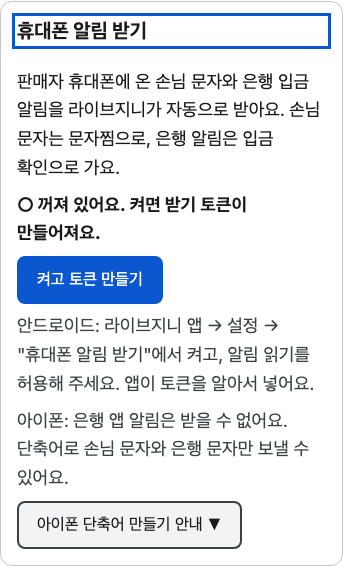 휴대폰 알림 받기
판매자 휴대폰에 온 손님 문자와 은행 입금
알림을 라이브지니가 자동으로 받아요. 손님
문자는 문자찜으로, 은행 알림은 입금
확인으로 가요.
○ 꺼져 있어요. 켜면 받기 토큰이
만들어져요.
켜고 토큰 만들기
안드로이드: 라이브지니 앱 → 설정 →
"휴대폰 알림 받기"에서 켜고, 알림 읽기를
허용해 주세요. 앱이 토큰을 알아서 넣어요.
아이폰: 은행 앱 알림은 받을 수 없어요.
단축어로 손님 문자와 은행 문자만 보낼 수
있어요.
아이폰 단축어 만들기 안내 ▼